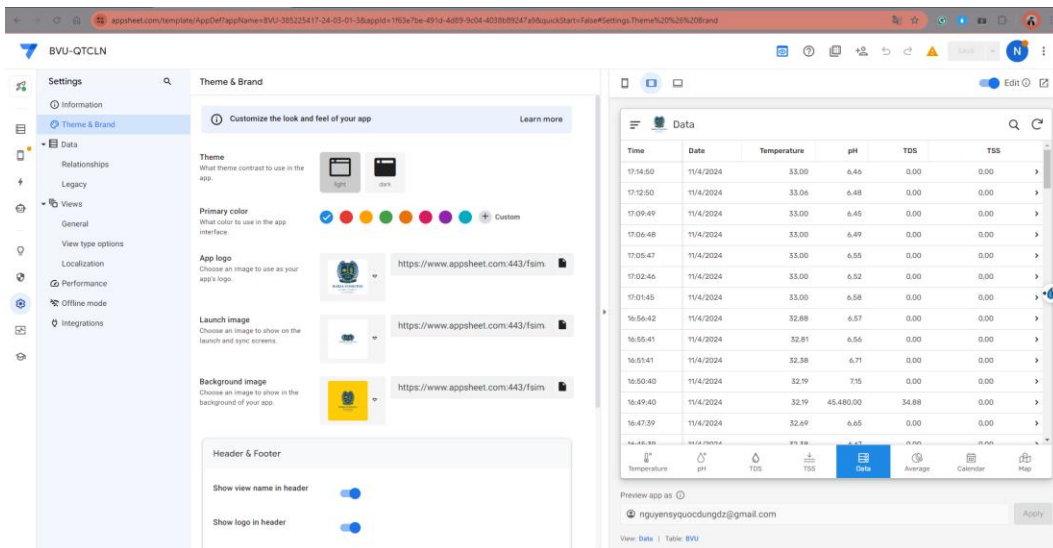 appsheet.com/template/AppDef?appName=BVU-385225417-24-03-01-3&appId=1f63e7be-491d-4d89-9c04-4038b89247a9&quickStart=False#Settings.Theme%20%26%20Brand
BVU-QTCLN
SAVE
N
Settings
Information
Theme & Brand
Data
Relationships
Legacy
Views
General
View type options
Localization
Performance
Offline mode
Integrations
Theme & Brand
Customize the look and feel of your app Learn more
Theme
What theme contrast to use in the
app.
light dark
Primary color
What color to use in the app
interface.
Custom
App logo
Choose an image to use as your
app's logo.
https://www.appsheet.com:443/fsim
Launch image
Choose an image to show on the
launch and sync screens.
https://www.appsheet.com:443/fsim
Background image
Choose an image to show in the
background of your app.
https://www.appsheet.com:443/fsim
Header & Footer
Show view name in header
Show logo in header
Edit
Data
Time Date Temperature pH TDS TSS
17:14:50 11/4/2024 33,00 6,46 0,00 0,00
17:12:50 11/4/2024 33,06 6,48 0,00 0,00
17:09:49 11/4/2024 33,00 6,45 0,00 0,00
17:06:48 11/4/2024 33,00 6,49 0,00 0,00
17:05:47 11/4/2024 33,00 6,55 0,00 0,00
17:02:46 11/4/2024 33,00 6,52 0,00 0,00
17:01:45 11/4/2024 33,00 6,58 0,00 0,00
16:56:42 11/4/2024 32,88 6,57 0,00 0,00
16:55:41 11/4/2024 32,81 6,56 0,00 0,00
16:51:41 11/4/2024 32,38 6,71 0,00 0,00
16:50:40 11/4/2024 32,19 7,15 0,00 0,00
16:49:40 11/4/2024 32,19 45.480,00 34,88 0,00
16:47:39 11/4/2024 32,69 6,65 0,00 0,00
Temperature pH TDS TSS Data Average Calendar Map
Preview app as
nguyensyquocdungdz@gmail.com Apply
View: Data | Table: BVU